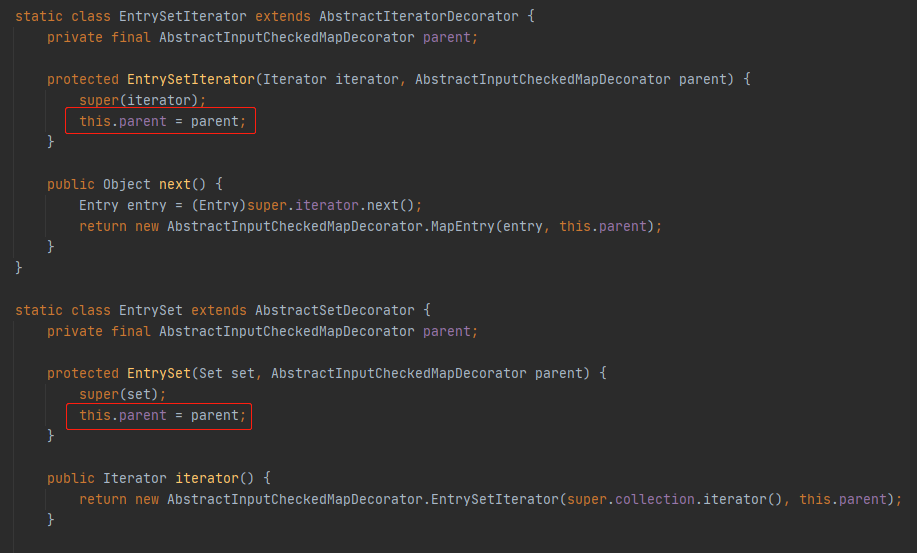 static class EntrySetIterator extends AbstractIteratorDecorator {
    private final AbstractInputCheckedMapDecorator parent;

    protected EntrySetIterator(Iterator iterator, AbstractInputCheckedMapDecorator parent) {
        super(iterator);
        this.parent = parent;
    }

    public Object next() {
        Entry entry = (Entry)super.iterator.next();
        return new AbstractInputCheckedMapDecorator.MapEntry(entry, this.parent);
    }
}

static class EntrySet extends AbstractSetDecorator {
    private final AbstractInputCheckedMapDecorator parent;

    protected EntrySet(Set set, AbstractInputCheckedMapDecorator parent) {
        super(set);
        this.parent = parent;
    }

    public Iterator iterator() {
        return new AbstractInputCheckedMapDecorator.EntrySetIterator(super.collection.iterator(), this.parent);
    }